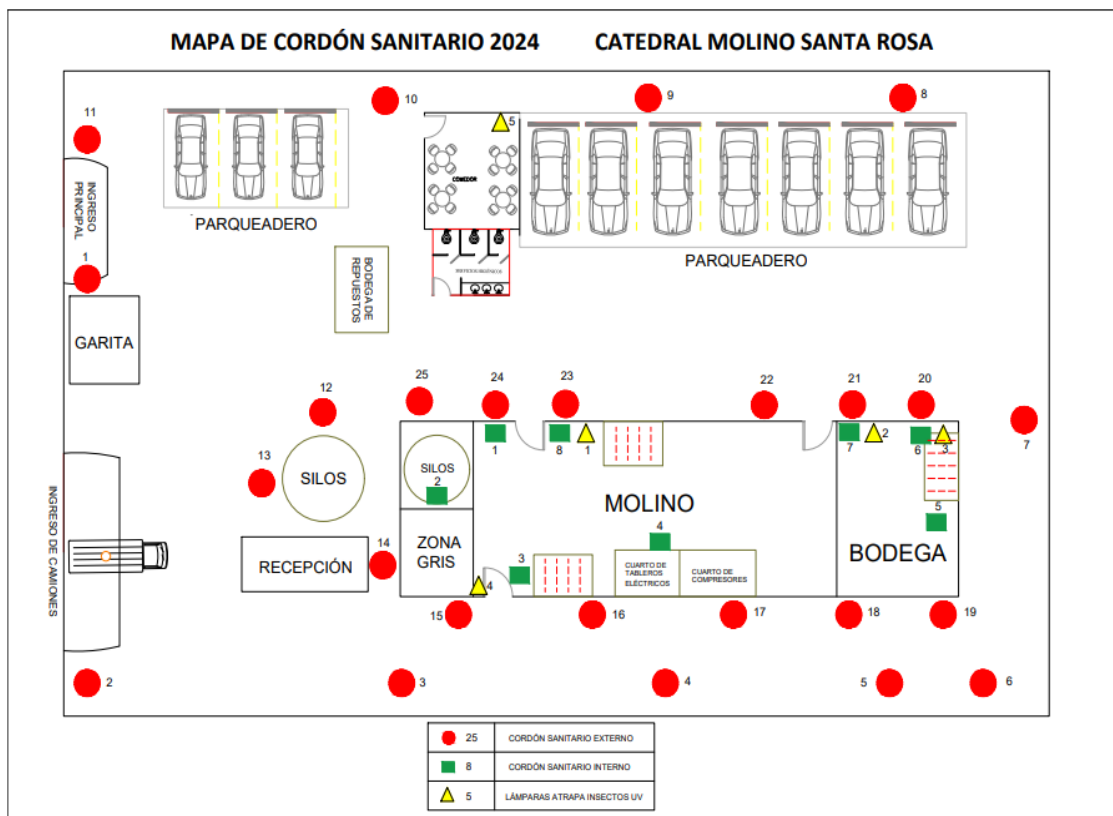 MAPA DE CORDÓN SANITARIO 2024 CATEDRAL MOLINO SANTA ROSA
11
10
9
8
5
COMEDOR
INGRESO PRINCIPAL
PARQUEADERO
PARQUEADERO
SERVICIOS HIGIÉNICOS
1
BODEGA DE REPUESTOS
GARITA
12
25
24
23
22
21
20
7
1
8
1
7
2
6
3
13
SILOS
SILOS
2
MOLINO
5
4
INGRESO DE CAMIONES
14
RECEPCIÓN
ZONA GRIS
3
4
CUARTO DE TABLEROS ELÉCTRICOS
CUARTO DE COMPRESORES
BODEGA
15
16
17
18
19
2
3
4
5
6
25 CORDÓN SANITARIO EXTERNO
8 CORDÓN SANITARIO INTERNO
5 LÁMPARAS ATRAPA INSECTOS UV